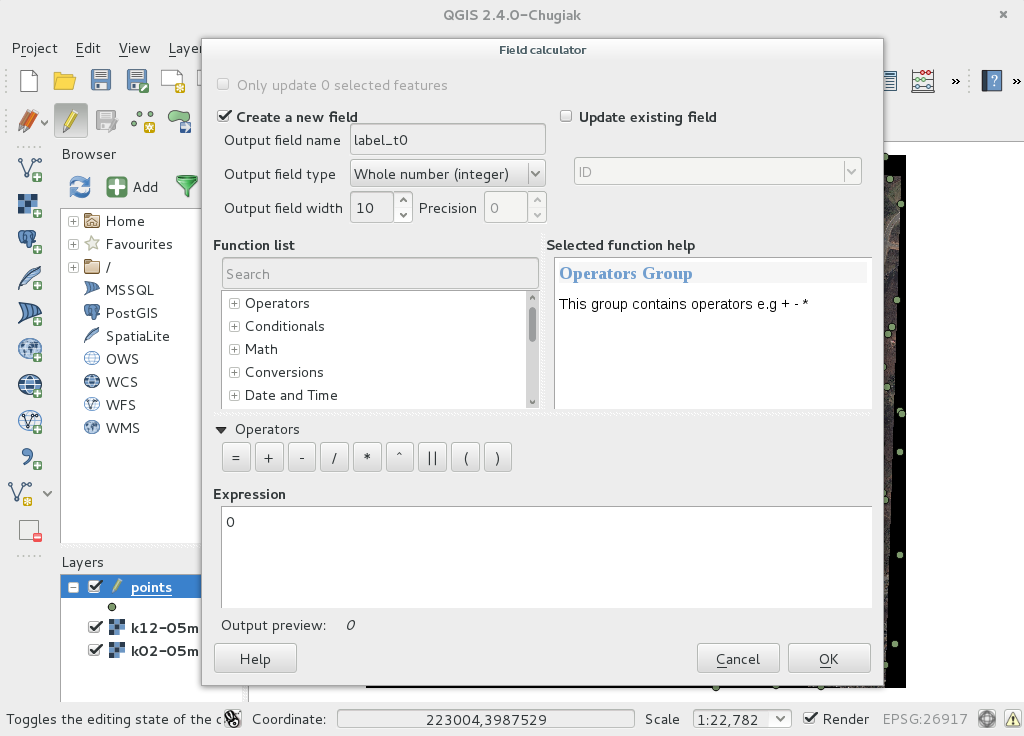 QGIS 2.4.0-Chugiak
Project Edit View Laye
Field calculator
Only update 0 selected features
Create a new field
Update existing field
Output field name label_t0
Output field type Whole number (integer)
ID
Output field width 10 Precision 0
Browser
Add
Home
Favourites
/
MSSQL
PostGIS
SpatiaLite
OWS
WCS
WFS
WMS
Function list
Search
Operators
Conditionals
Math
Conversions
Date and Time
Selected function help
Operators Group
This group contains operators e.g + - *
Operators
= + - / * ^ || ( )
Expression
0
Output preview: 0
Help Cancel OK
Layers
points
k12-05m
k02-05m
Toggles the editing state of the c Coordinate: 223004,3987529 Scale 1:22,782 Render EPSG:26917